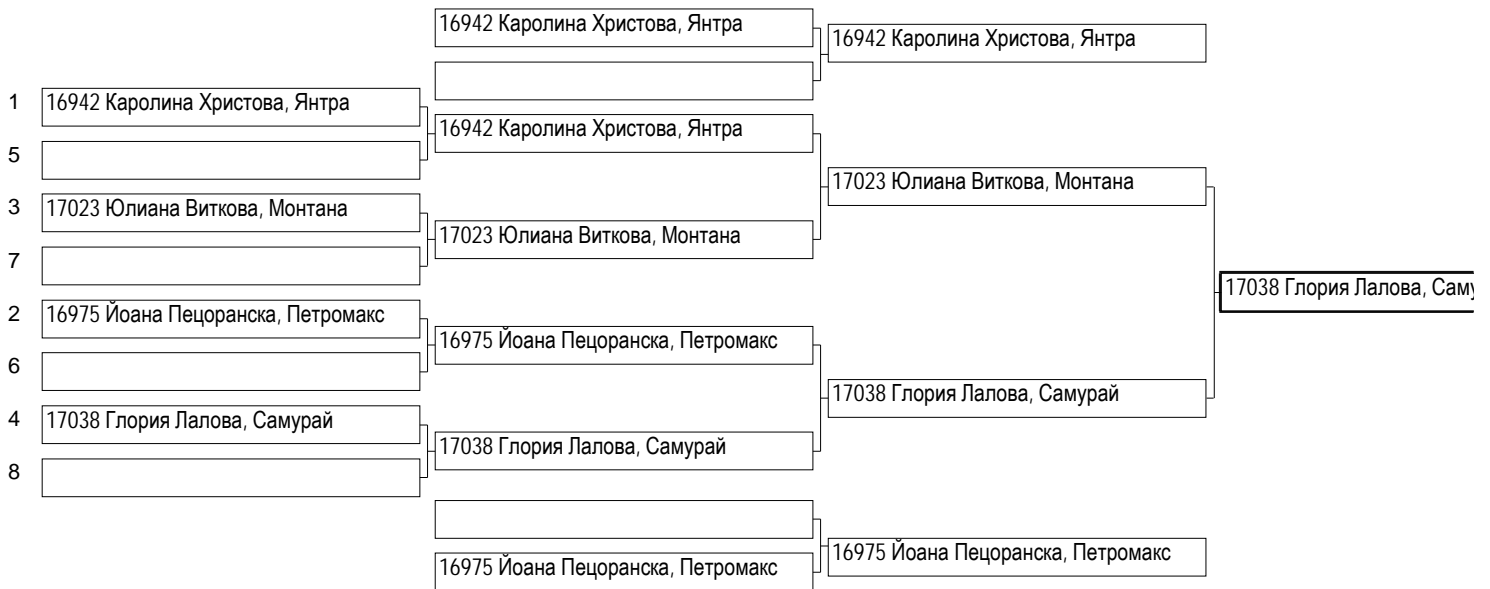 16942 Каролина Христова, Янтра
16942 Каролина Христова, Янтра
1 16942 Каролина Христова, Янтра
16942 Каролина Христова, Янтра
5
17023 Юлиана Виткова, Монтана
3 17023 Юлиана Виткова, Монтана
17023 Юлиана Виткова, Монтана
7
17038 Глория Лалова, Саму
2 16975 Йоана Пецоранска, Петромакс
16975 Йоана Пецоранска, Петромакс
6
17038 Глория Лалова, Самурай
4 17038 Глория Лалова, Самурай
17038 Глория Лалова, Самурай
8
16975 Йоана Пецоранска, Петромакс
16975 Йоана Пецоранска, Петромакс